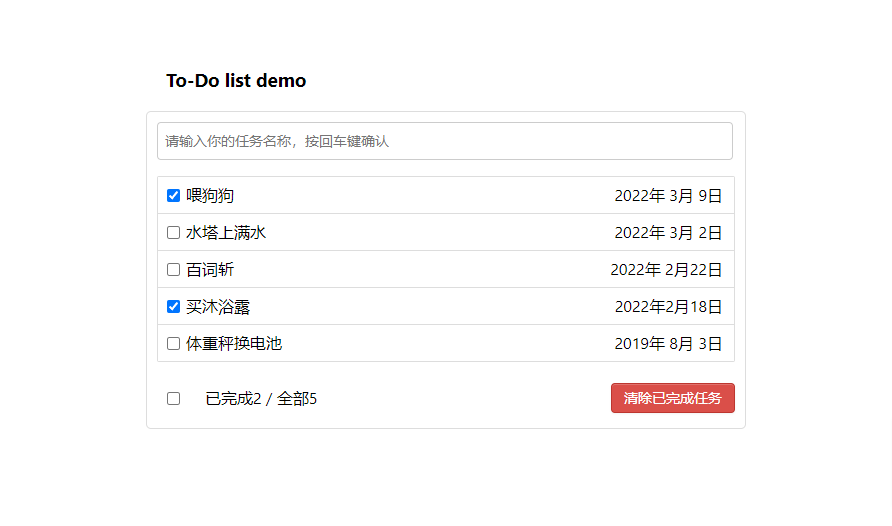 To-Do list demo
请输入你的任务名称，按回车键确认
喂狗狗 2022年 3月 9日
水塔上满水 2022年 3月 2日
百词斩 2022年 2月22日
买沐浴露 2022年2月18日
体重秤换电池 2019年 8月 3日
已完成2 / 全部5 清除已完成任务